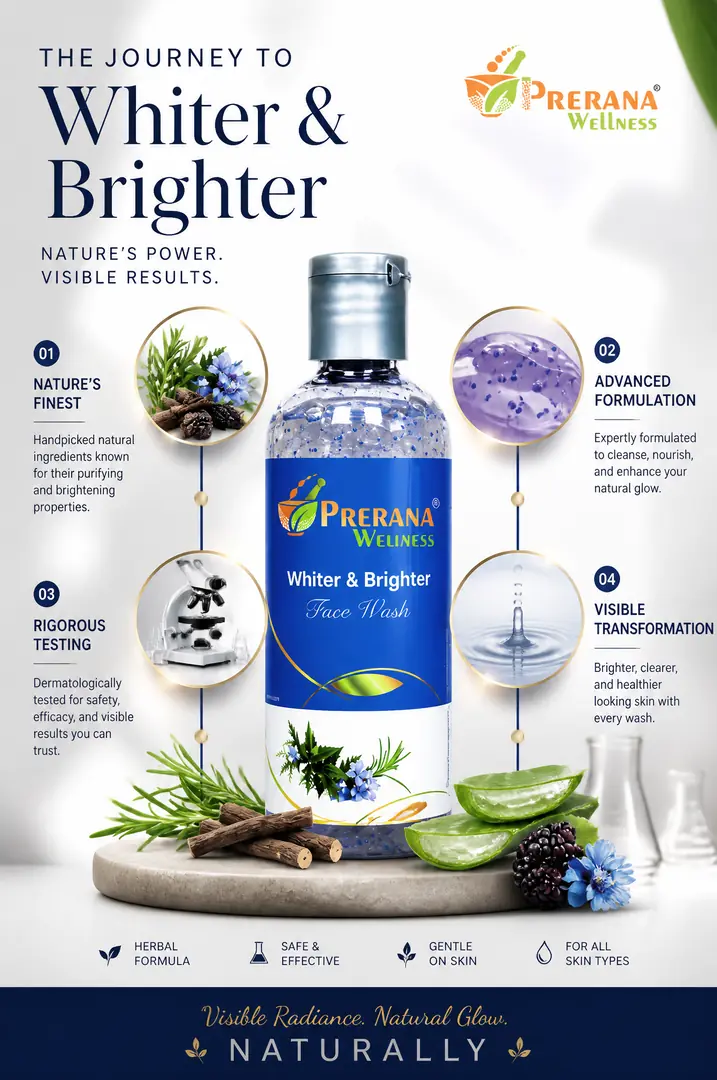 THE JOURNEY TO
Whiter &
Brighter
NATURE'S POWER.
VISIBLE RESULTS.
PRERANA®
Wellness
01
NATURE'S
FINEST
Handpicked natural
ingredients known
for their purifying
and brightening
properties.
02
ADVANCED
FORMULATION
Expertly formulated
to cleanse, nourish,
and enhance your
natural glow.
03
RIGOROUS
TESTING
Dermatologically
tested for safety,
efficacy, and visible
results you can
trust.
04
VISIBLE
TRANSFORMATION
Brighter, clearer,
and healthier
looking skin with
every wash.
PRERANA®
WELLNESS
Whiter & Brighter
Face Wash
HERBAL
FORMULA
SAFE &
EFFECTIVE
GENTLE
ON SKIN
FOR ALL
SKIN TYPES
Visible Radiance. Natural Glow.
NATURALLY